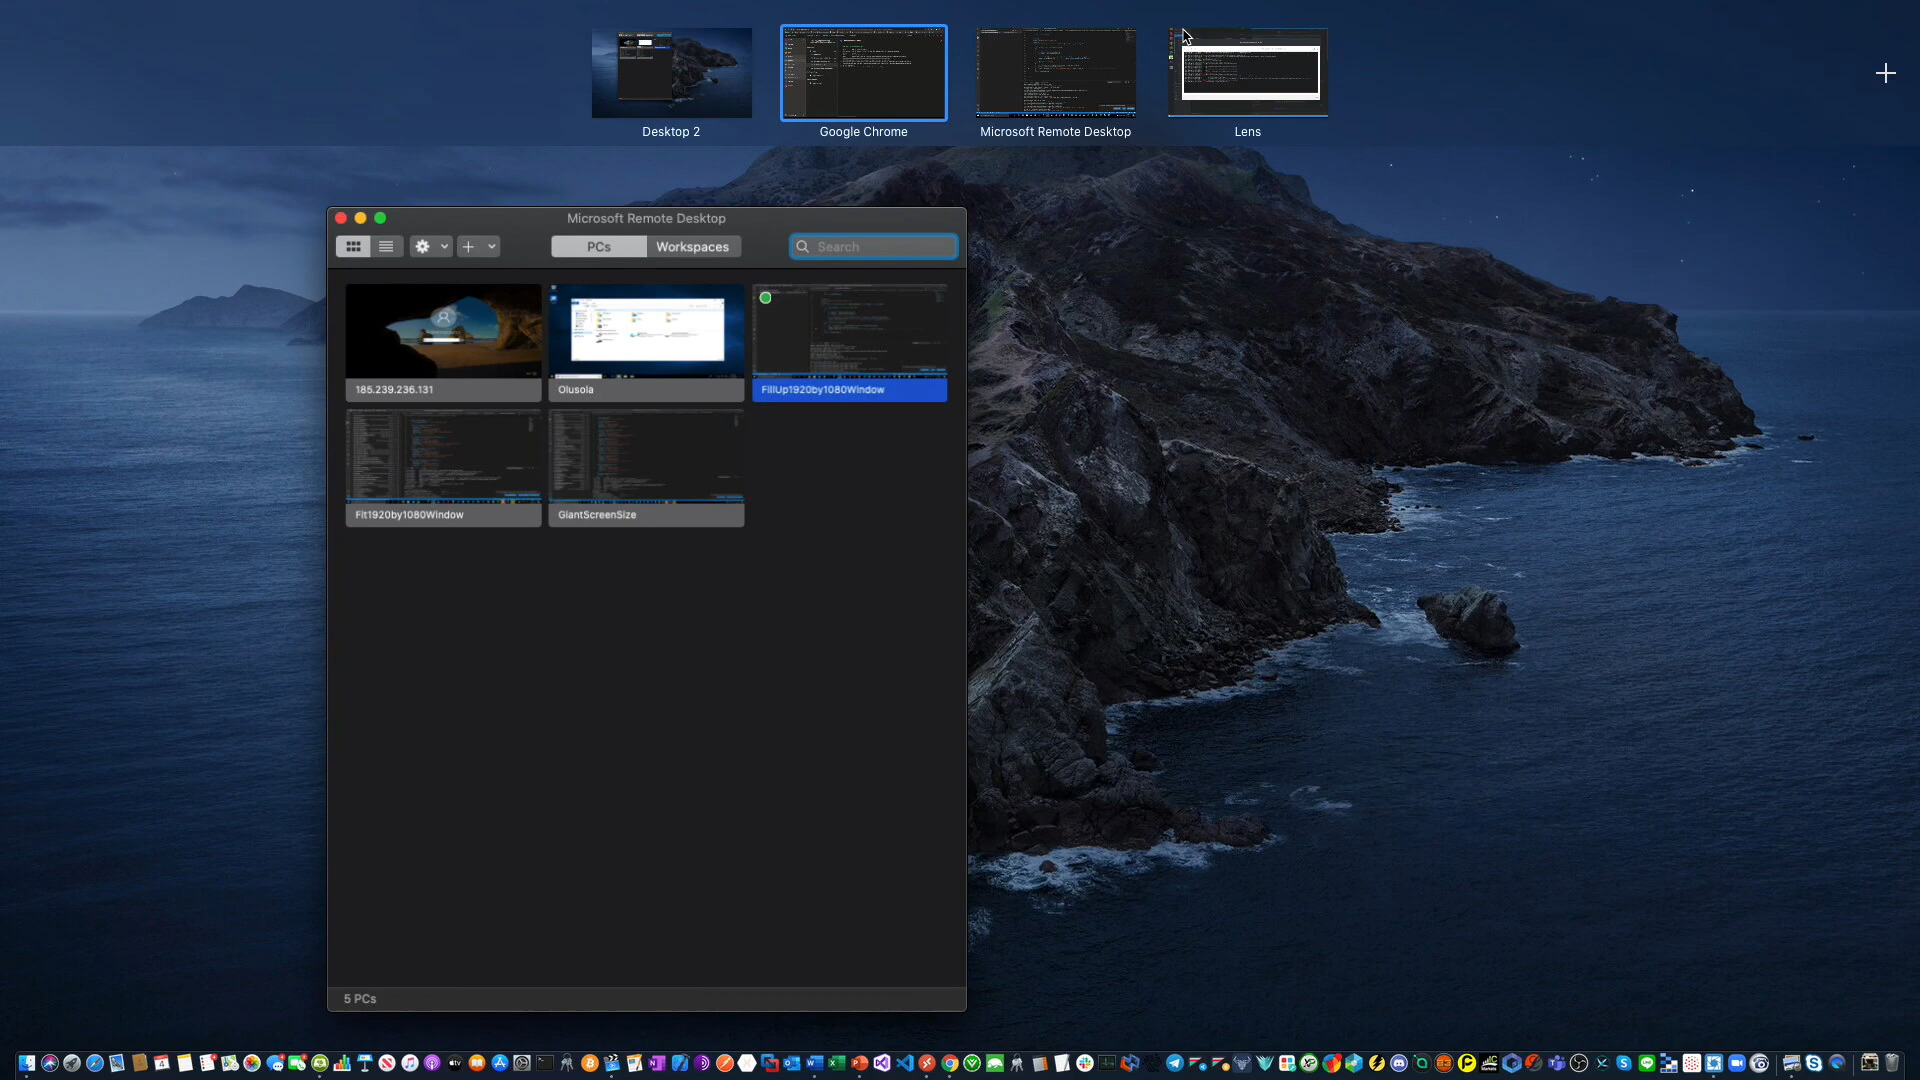 Desktop 2
Google Chrome
Microsoft Remote Desktop
Lens
Microsoft Remote Desktop
PCs
Workspaces
Search
185.239.236.131
Olusola
FillUp1920by1080Window
Fit1920by1080Window
GiantScreenSize
5 PCs